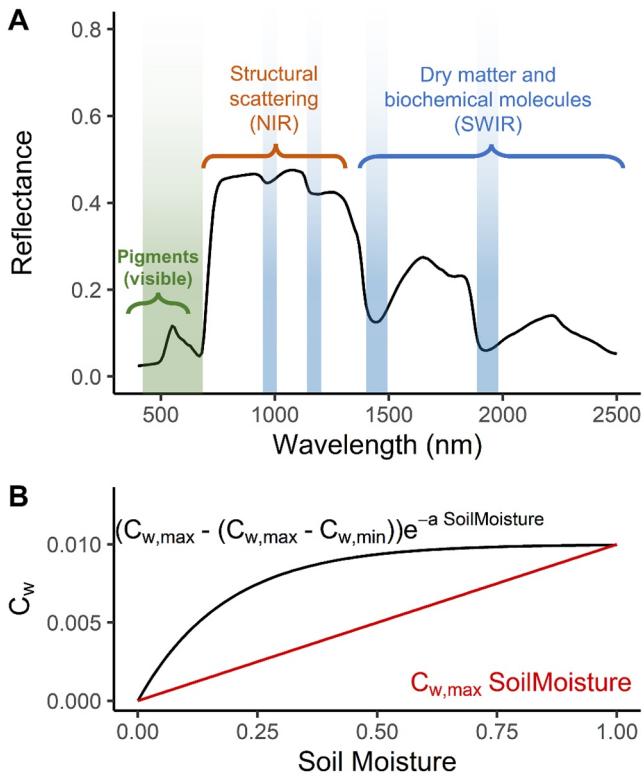 A
0.8
0.6
0.4
0.2
0.0
Reflectance
Structural
scattering
(NIR)
Dry matter and
biochemical molecules
(SWIR)
Pigments
(visible)
500
1000
1500
2000
2500
Wavelength (nm)
B
(Cw,max - (Cw,max - Cw,min))e–a SoilMoisture
0.010
0.005
0.000
Cw
Cw,max SoilMoisture
0.00
0.25
0.50
0.75
1.00
Soil Moisture